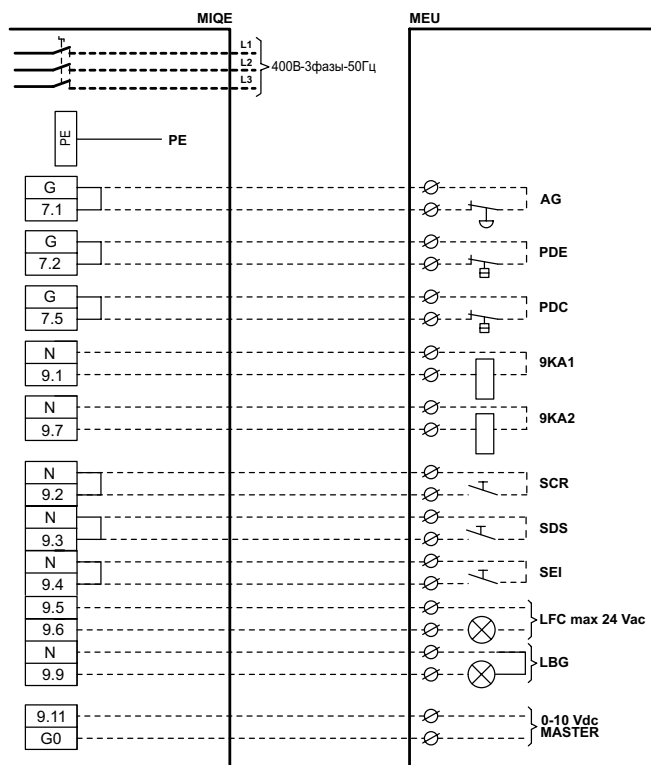 MIQE
MEU
L1
L2
L3
400В-3фазы-50Гц
PE
PE
G
7.1
AG
G
7.2
PDE
G
7.5
PDC
N
9.1
9KA1
N
9.7
9KA2
N
9.2
SCR
N
9.3
SDS
N
9.4
SEI
9.5
9.6
LFC max 24 Vac
N
9.9
LBG
9.11
G0
0-10 Vdc
MASTER